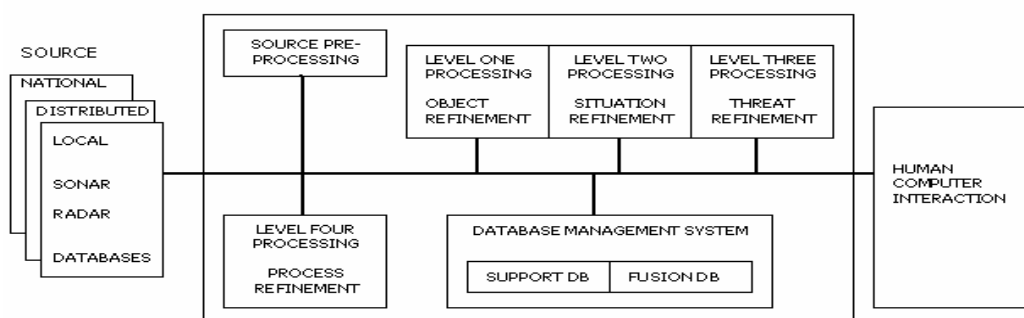 SOURCE
NATIONAL
DISTRIBUTED
LOCAL
SONAR
RADAR
DATABASES
SOURCE PRE-
PROCESSING
LEVEL ONE
PROCESSING
OBJECT
REFINEMENT
LEVEL TWO
PROCESSING
SITUATION
REFINEMENT
LEVEL THREE
PROCESSING
THREAT
REFINEMENT
LEVEL FOUR
PROCESSING
PROCESS
REFINEMENT
DATABASE MANAGEMENT SYSTEM
SUPPORT DB
FUSION DB
HUMAN
COMPUTER
INTERACTION